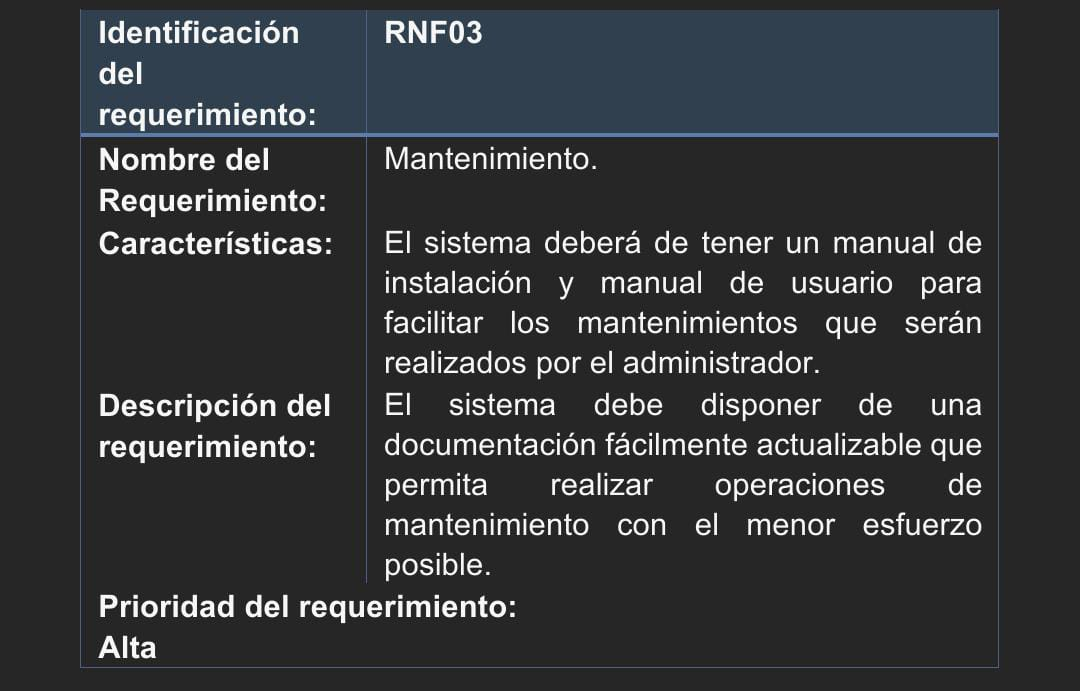 Identificación
del
requerimiento:
RNF03
Nombre del
Requerimiento:
Mantenimiento.
Características:
El sistema deberá de tener un manual de
instalación y manual de usuario para
facilitar los mantenimientos que serán
realizados por el administrador.
Descripción del
requerimiento:
El sistema debe disponer de una
documentación fácilmente actualizable que
permita realizar operaciones de
mantenimiento con el menor esfuerzo
posible.
Prioridad del requerimiento:
Alta